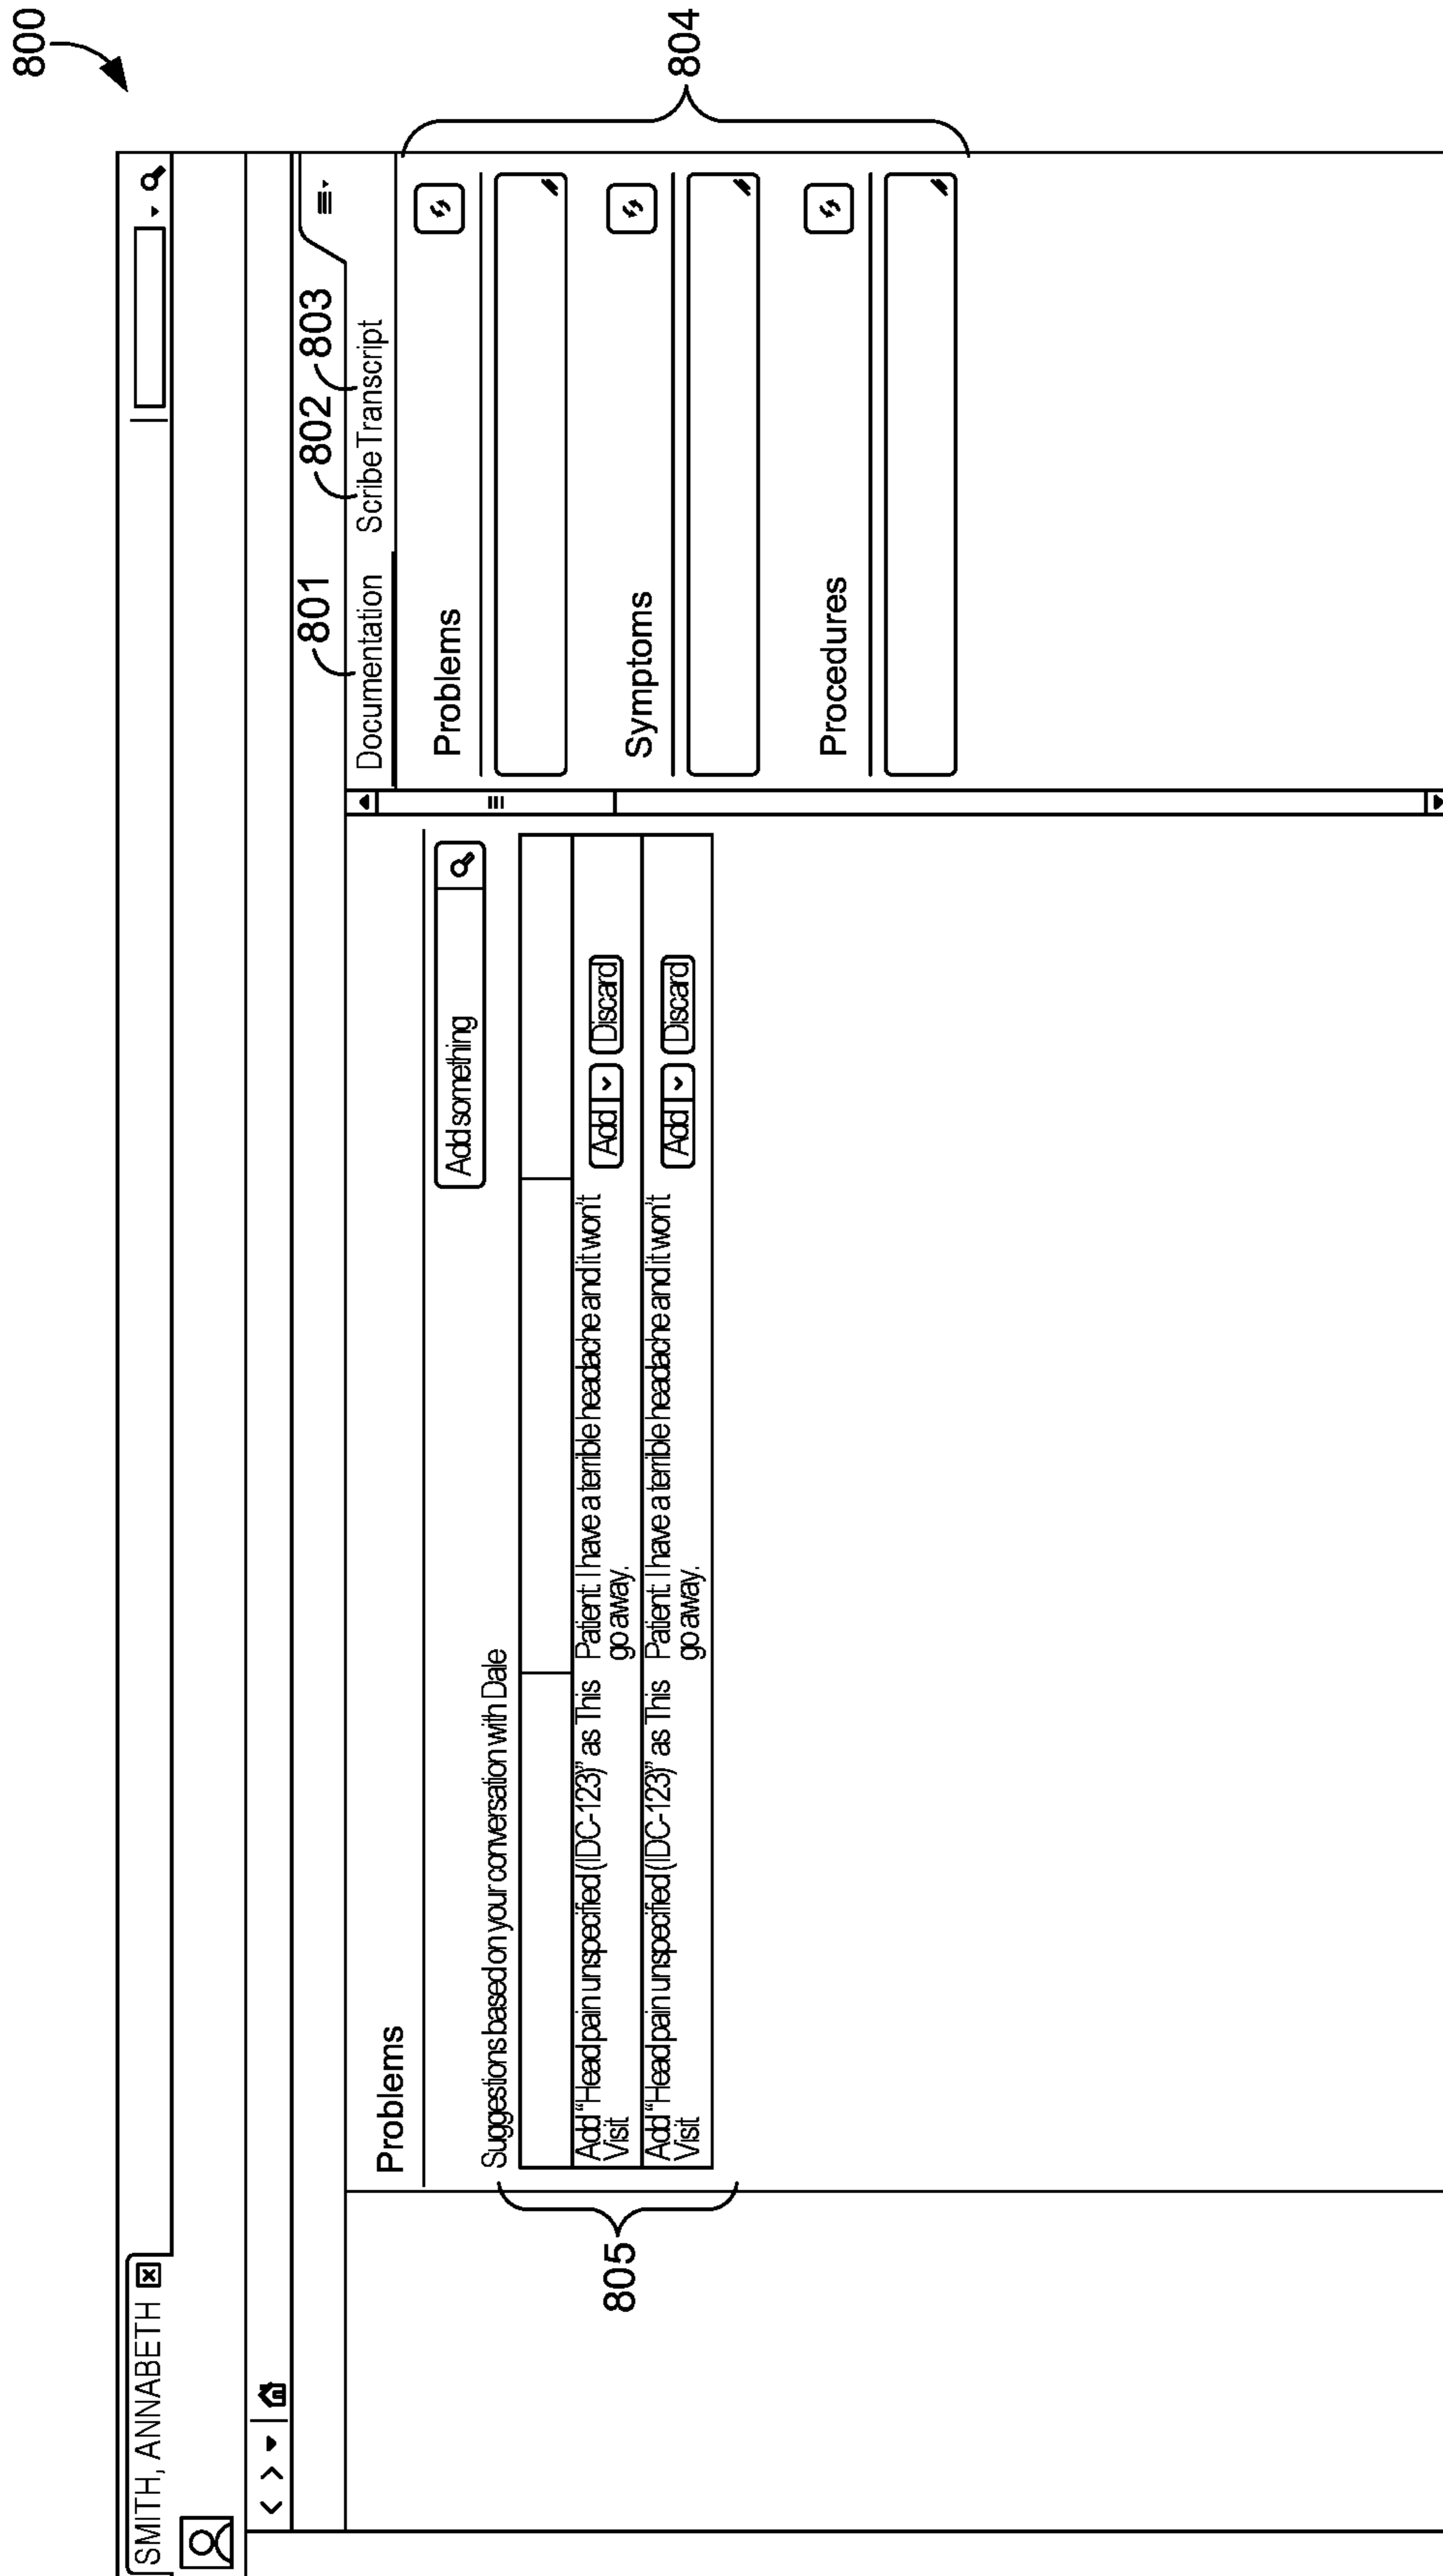 800
SMITH, ANNABETH
801
802
803
Documentation
Scribe Transcript
Problems
Problems
Add something
Suggestions based on your conversation with Dale
Add “Head pain unspecified (IDC-123)” as This
Visit
Patient: I have a terrible headache and it won't
go away.
Add
Discard
Add “Head pain unspecified (IDC-123)” as This
Visit
Patient: I have a terrible headache and it won't
go away.
Add
Discard
805
Symptoms
Procedures
804